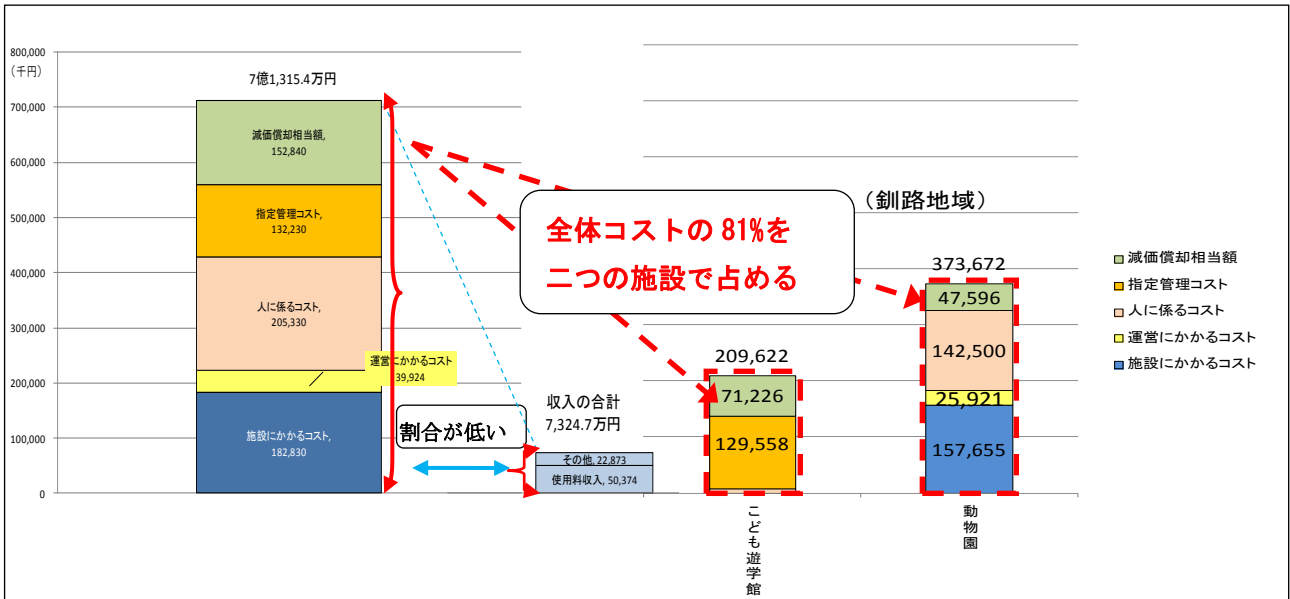 800,000
（千円）
700,000
600,000
500,000
400,000
300,000
200,000
100,000
0
7億1,315.4万円
減価償却相当額,
152,840
指定管理コスト,
132,230
人に係るコスト,
205,330
運営にかかるコスト
39,924
施設にかかるコスト,
182,830
割合が低い
収入の合計
7,324.7万円
その他, 22,873
使用料収入, 50,374
全体コストの 81%を
二つの施設で占める
（釧路地域）
209,622
71,226
129,558
こども遊学館
373,672
47,596
142,500
25,921
157,655
動物園
減価償却相当額
指定管理コスト
人に係るコスト
運営にかかるコスト
施設にかかるコスト